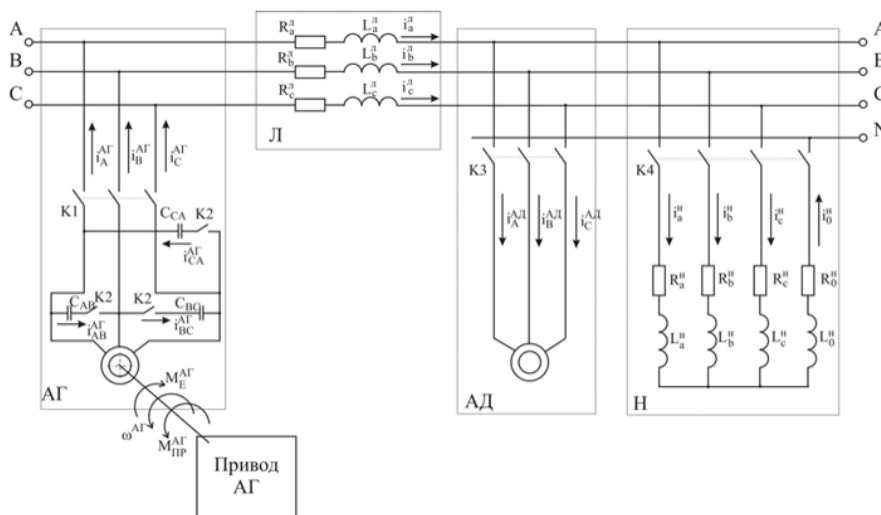 A
B
C
R_a^Л
L_a^Л
i_a^Л
R_b^Л
L_b^Л
i_b^Л
R_c^Л
L_c^Л
i_c^Л
Л
A
N
i_A^АГ
i_B^АГ
i_C^АГ
K1
C_CA
K2
i_CA^АГ
C_AB
K2
K2
C_BC
i_AB^АГ
i_BC^АГ
АГ
M_E^АГ
ω^АГ
M_ПР^АГ
Привод
АГ
K3
i_A^АД
i_B^АД
i_C^АД
АД
K4
i_a^н
i_b^н
i_c^н
i_0^н
R_a^н
R_b^н
R_c^н
R_0^н
L_a^н
L_b^н
L_c^н
L_0^н
Н